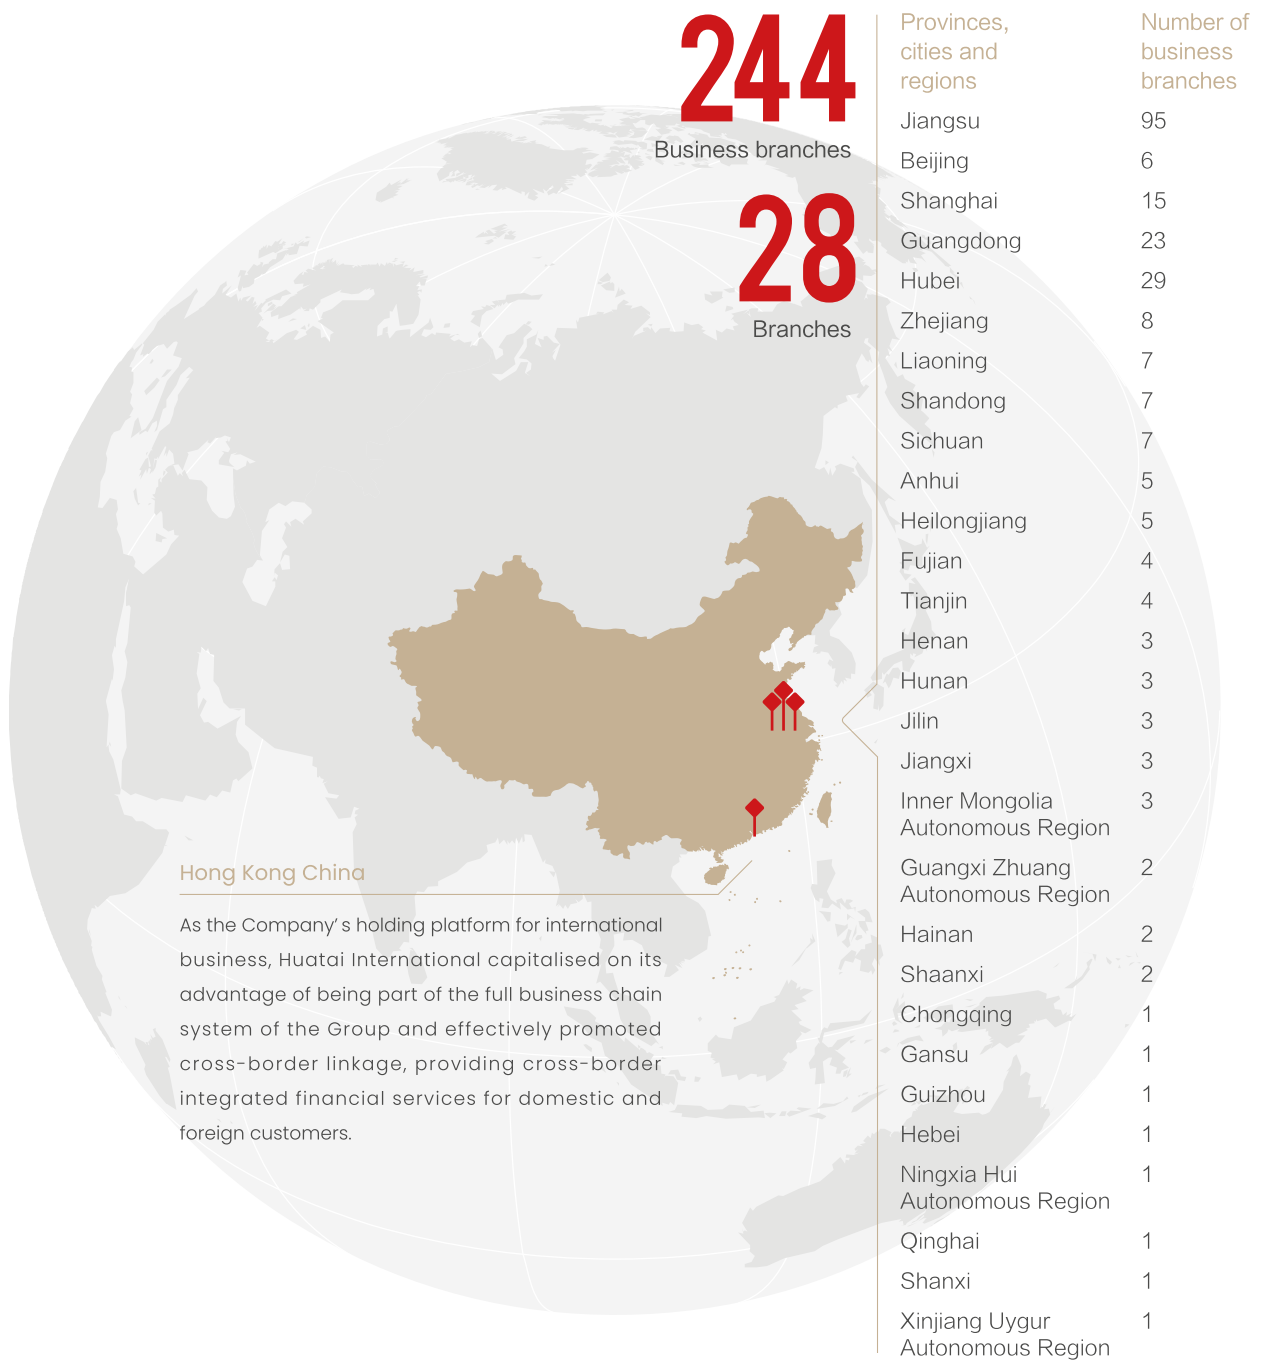 244
Business branches
28
Branches
Provinces,
cities and
regions
Number of
business
branches
Jiangsu 95
Beijing 6
Shanghai 15
Guangdong 23
Hubei 29
Zhejiang 8
Liaoning 7
Shandong 7
Sichuan 7
Anhui 5
Heilongjiang 5
Fujian 4
Tianjin 4
Henan 3
Hunan 3
Jilin 3
Jiangxi 3
Inner Mongolia 3
Autonomous Region
Guangxi Zhuang 2
Autonomous Region
Hainan 2
Shaanxi 2
Chongqing 1
Gansu 1
Guizhou 1
Hebei 1
Ningxia Hui 1
Autonomous Region
Qinghai 1
Shanxi 1
Xinjiang Uygur 1
Autonomous Region
Hong Kong China
As the Company's holding platform for international
business, Huatai International capitalised on its
advantage of being part of the full business chain
system of the Group and effectively promoted
cross-border linkage, providing cross-border
integrated financial services for domestic and
foreign customers.